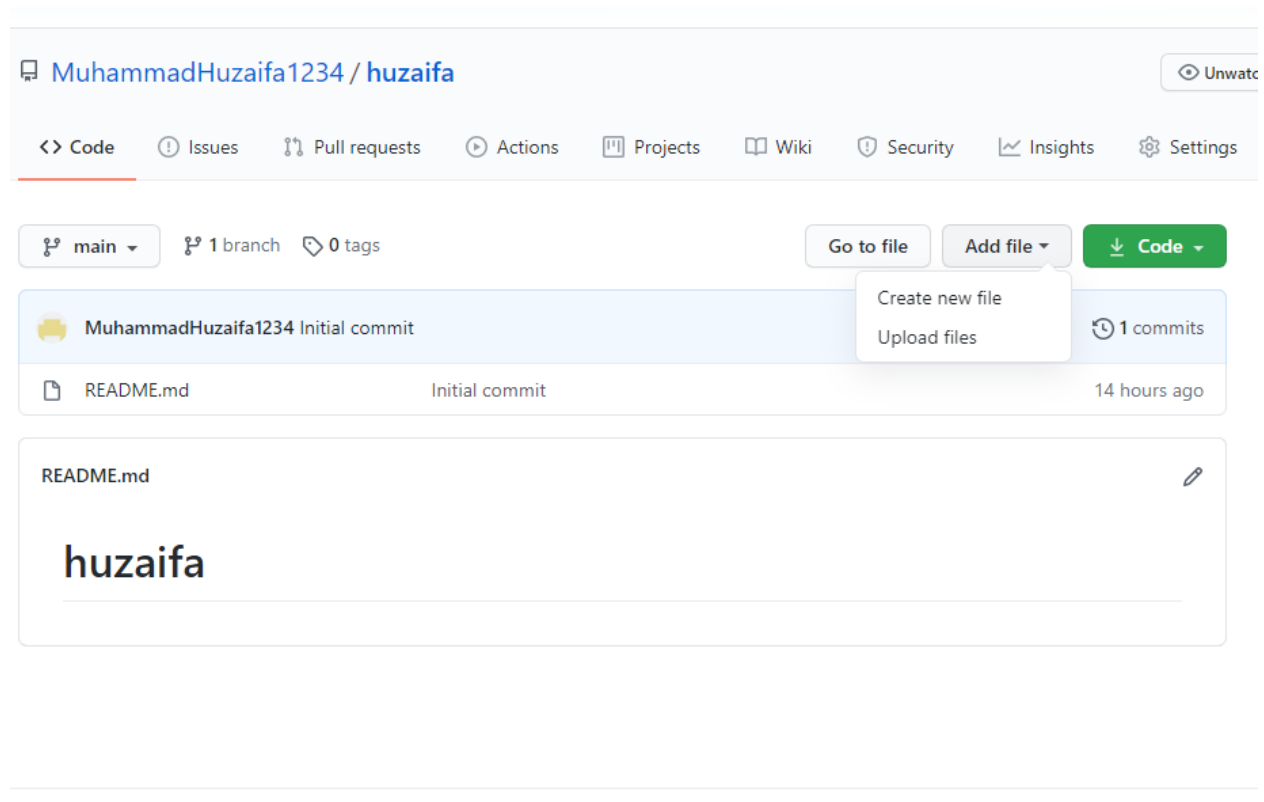 MuhammadHuzaifa1234 / huzaifa
Unwatc
Code Issues Pull requests Actions Projects Wiki Security Insights Settings
main 1 branch 0 tags Go to file Add file Code
Create new file
Upload files
MuhammadHuzaifa1234 Initial commit 1 commits
README.md Initial commit 14 hours ago
README.md
huzaifa